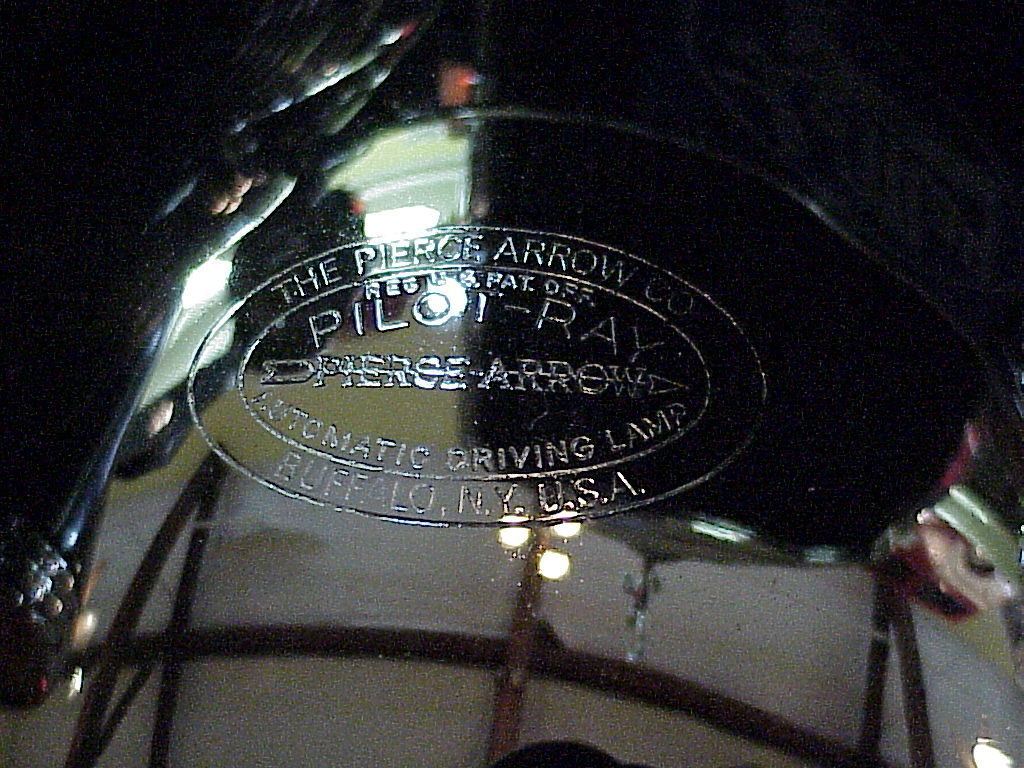 THE PIERCE ARROW CO
REG U.S. PAT. OFF.
PILOT-RAY
PIERCE-ARROW
AUTOMATIC DRIVING LAMP
BUFFALO, N.Y. U.S.A.